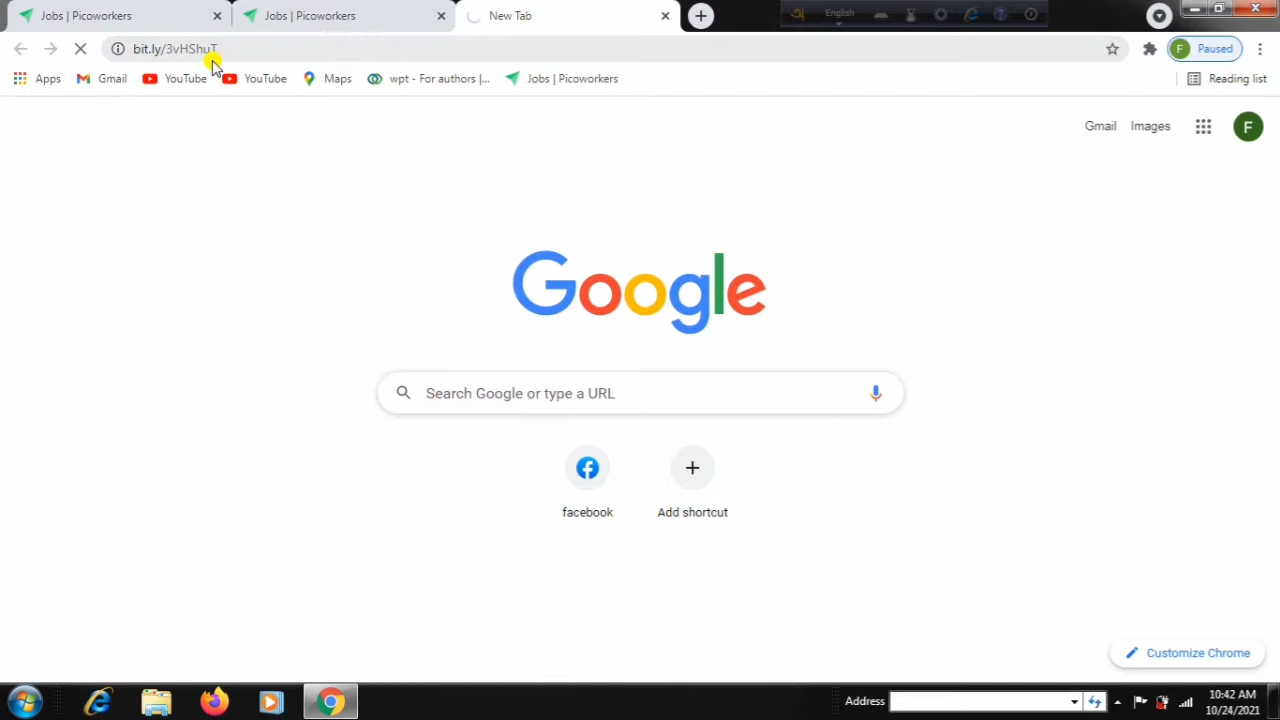 Jobs | Picoworkers
Jobs | Picoworkers
New Tab
English
bit.ly/3vHShuT
Paused
Apps
Gmail
YouTube
YouTube
Maps
wpt - For authors |...
Jobs | Picoworkers
Reading list
Gmail
Images
F
Google
Search Google or type a URL
facebook
Add shortcut
Customize Chrome
Address
10:42 AM
10/24/2021